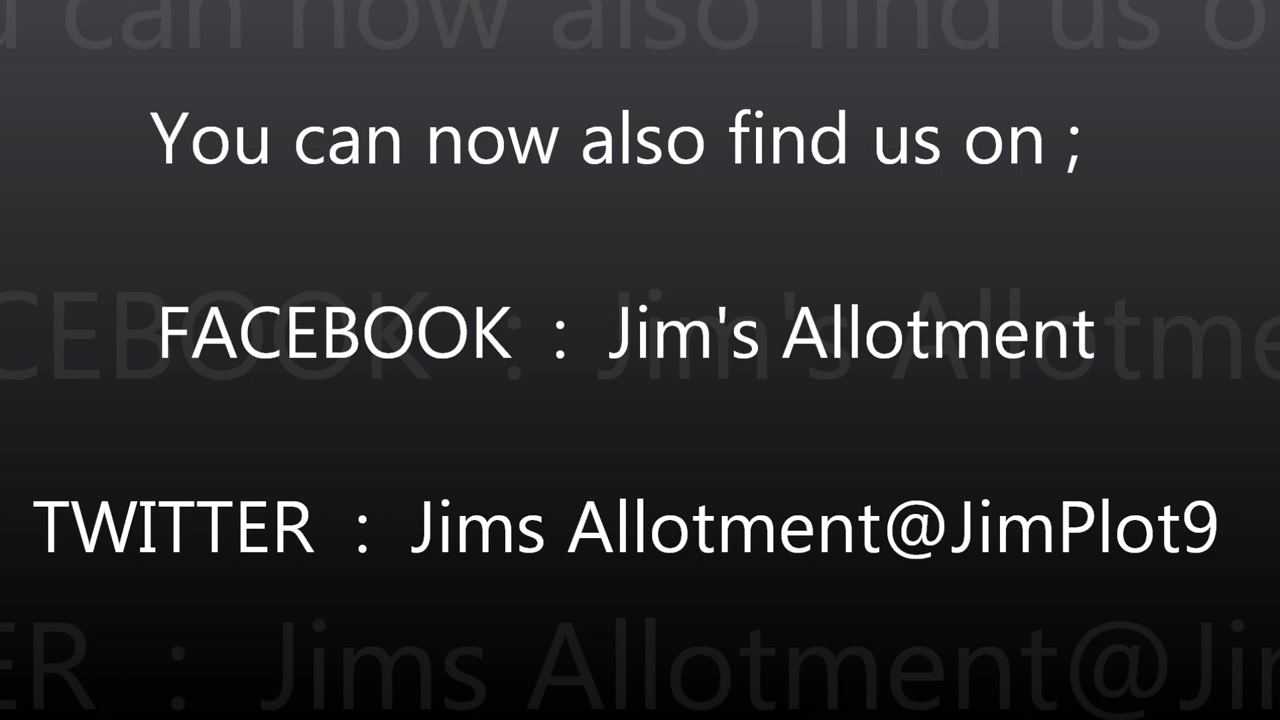 You can now also find us on ;
FACEBOOK : Jim's Allotment
TWITTER : Jims Allotment@JimPlot9